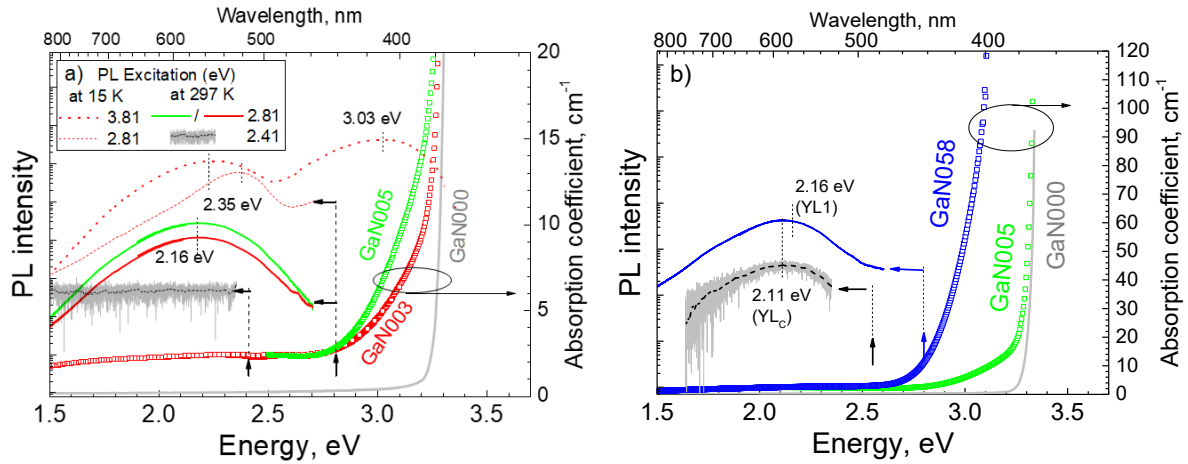 Wavelength, nm
800 700 600 500 400
a) PL Excitation (eV)
at 15 K at 297 K
3.81 / 2.81
2.81 2.41
3.03 eV
2.35 eV
2.16 eV
GaN005
GaN003
GaN000
PL intensity
20
15
10
5
0
Absorption coefficient, cm-1
1.5 2.0 2.5 3.0 3.5
Energy, eV
Wavelength, nm
800 700 600 500 400
b)
2.16 eV
(YL1)
2.11 eV
(YLC)
GaN058
GaN005
GaN000
PL intensity
120
110
100
90
80
70
60
50
40
30
20
10
0
Absorption coefficient, cm-1
1.5 2.0 2.5 3.0 3.5
Energy, eV